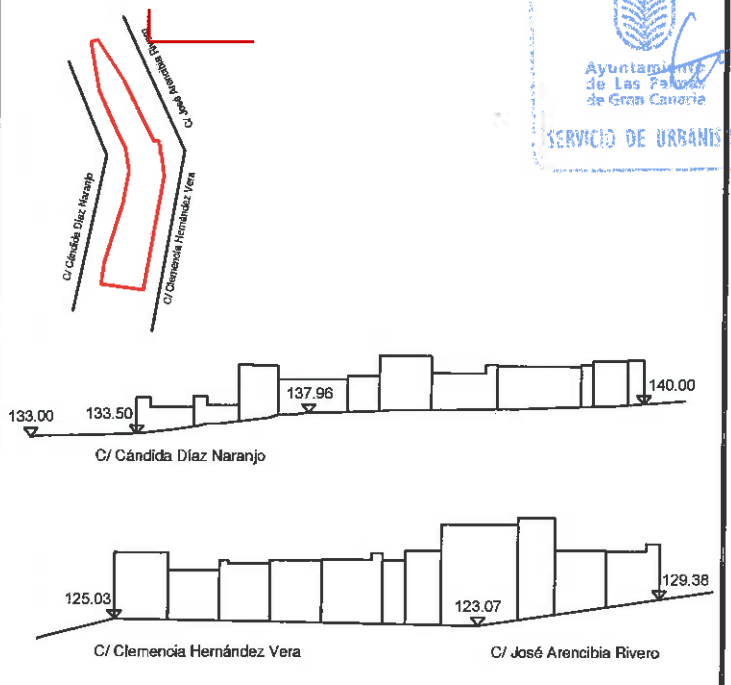 C/ José Arencibia Rivero
C/ Cándida Díaz Naranjo
C/ Clemencia Hernández Vera
Ayuntamiento
de Las Palmas
de Gran Canaria
SERVICIO DE URBANIS
133.00
133.50
137.96
140.00
C/ Cándida Díaz Naranjo
125.03
123.07
129.38
C/ Clemencia Hernández Vera
C/ José Arencibia Rivero